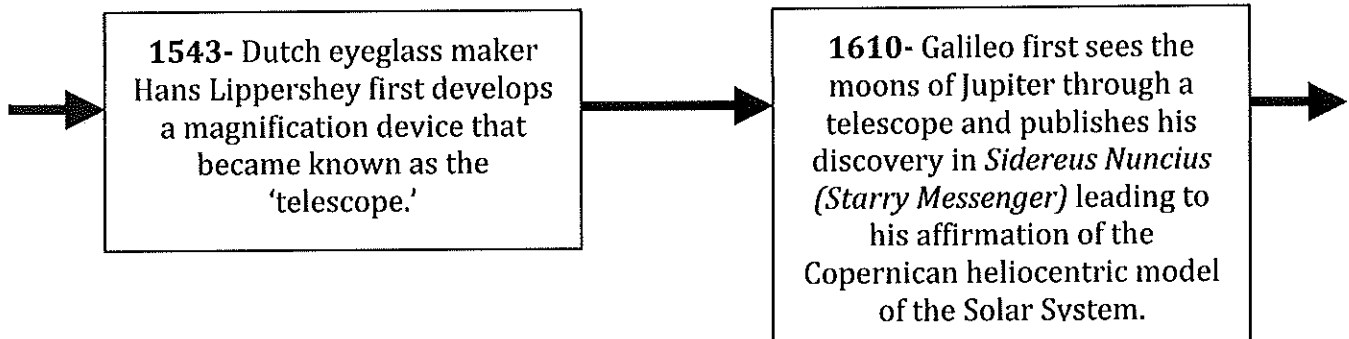 1543- Dutch eyeglass maker
Hans Lippershey first develops
a magnification device that
became known as the
‘telescope.’
1610- Galileo first sees the
moons of Jupiter through a
telescope and publishes his
discovery in Sidereus Nuncius
(Starry Messenger) leading to
his affirmation of the
Copernican heliocentric model
of the Solar System.